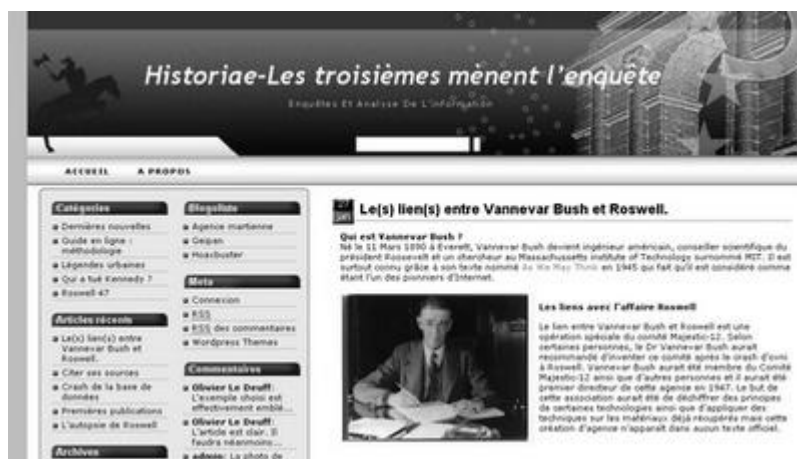 Historiae-Les troisièmes mènent l'enquête
Enquêtes Et Analyse De L'information
ACCUEIL A PROPOS
Catégories
Dernières nouvelles
Guide en ligne :
méthodologie
Légendes urbaines
Qui a tué Kennedy ?
Roswell 47
Articles récents
Le(s) lien(s) entre
Vannevar Bush et
Roswell.
Citer ses sources
Crash de la base de
données
Premières publications
L'autopsie de Roswell
Archives
Blogoliste
Agence martienne
Geipan
Hoaxbuster
Meta
Connexion
RSS
RSS des commentaires
Wordpress Themes
Commentaires
Olivier Le Deuff:
L'exemple choisi est
effectivement emblé...
Olivier Le Deuff:
L'article est clair. Il
faudra néanmoins...
admin: La photo de
27
jan
Le(s) lien(s) entre Vannevar Bush et Roswell.
Qui est Vannevar Bush ?
Né le 11 Mars 1890 à Everett, Vannevar Bush devient ingénieur américain, conseiller scientifique du
président Roosevelt et un chercheur au Massachussetts institute of Technology surnommé MIT. Il est
surtout connu grâce à son texte nommé As We May Think en 1945 qui fait qu'il est considéré comme
étant l'un des pionniers d'Internet.
Les liens avec l'affaire Roswell
Le lien entre Vannevar Bush et Roswell est une
opération spéciale du comité Majestic-12. Selon
certaines personnes, le Dr Vannevar Bush aurait
recommandé d'inventer ce comité après le crash d'ovni
à Roswell. Vannevar Bush aurait été membre du Comité
Majestic-12 ainsi que d'autres personnes et il aurait été
premier directeur de cette agence en 1947. Le but de
cette association aurait été de déchiffrer des principes
de certaines technologies ainsi que d'appliquer des
techniques sur les matériaux déjà récupérés mais cette
création d'agence n'apparaît dans aucun texte officiel.